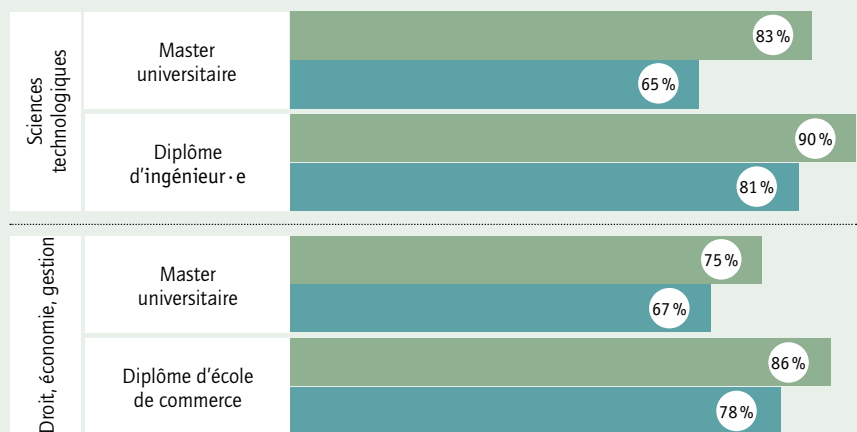 Sciences
technologiques
Master
universitaire
83 %
65 %
Diplôme
d'ingénieur·e
90 %
81 %
Droit, économie, gestion
Master
universitaire
75 %
67 %
Diplôme d'école
de commerce
86 %
78 %